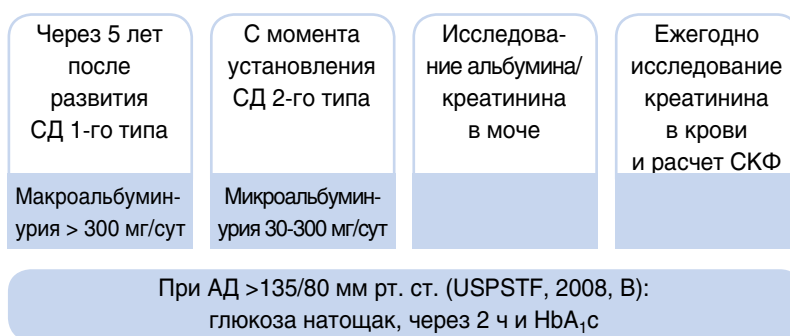 Через 5 лет
после
развития
СД 1-го типа
Макроальбумин-
урия > 300 мг/сут
С момента
установления
СД 2-го типа
Микроальбумин-
урия 30-300 мг/сут
Исследова-
ние альбумина/
креатинина
в моче
Ежегодно
исследование
креатинина
в крови
и расчет СКФ
При АД >135/80 мм рт. ст. (USPSTF, 2008, B):
глюкоза натощак, через 2 ч и HbA₁c